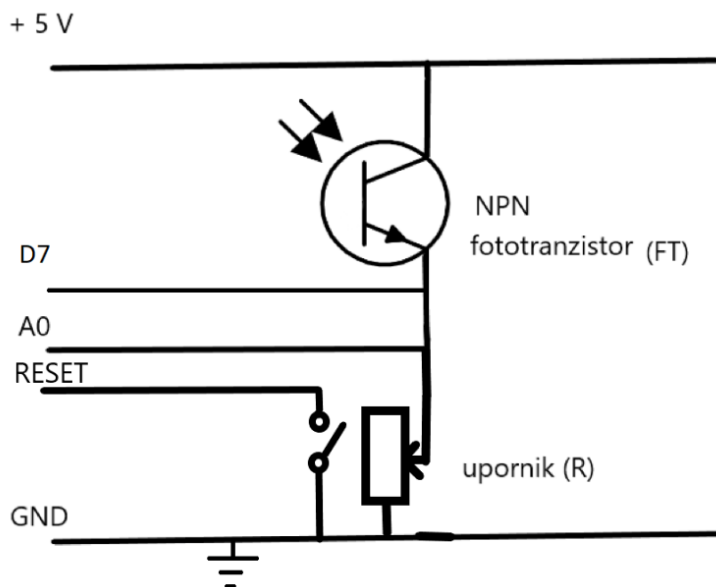 + 5 V
NPN
fototranzistor (FT)
D7
A0
RESET
upornik (R)
GND